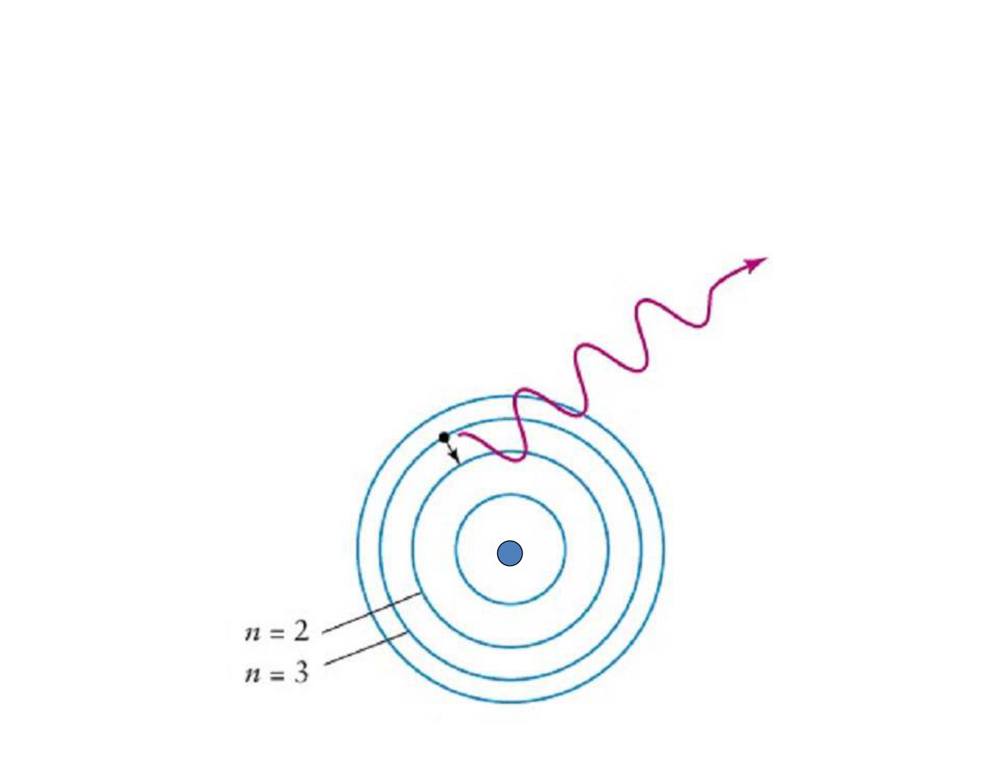 n = 2
n = 3